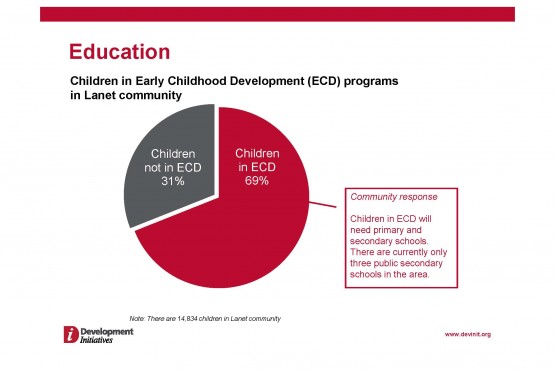 Education
Children in Early Childhood Development (ECD) programs
in Lanet community
Children
not in ECD
31%
Children
in ECD
69%
Community response
Children in ECD will
need primary and
secondary schools.
There are currently only
three public secondary
schools in the area.
Note: There are 14,834 children in Lanet community
i
Development
Initiatives
www.devinit.org